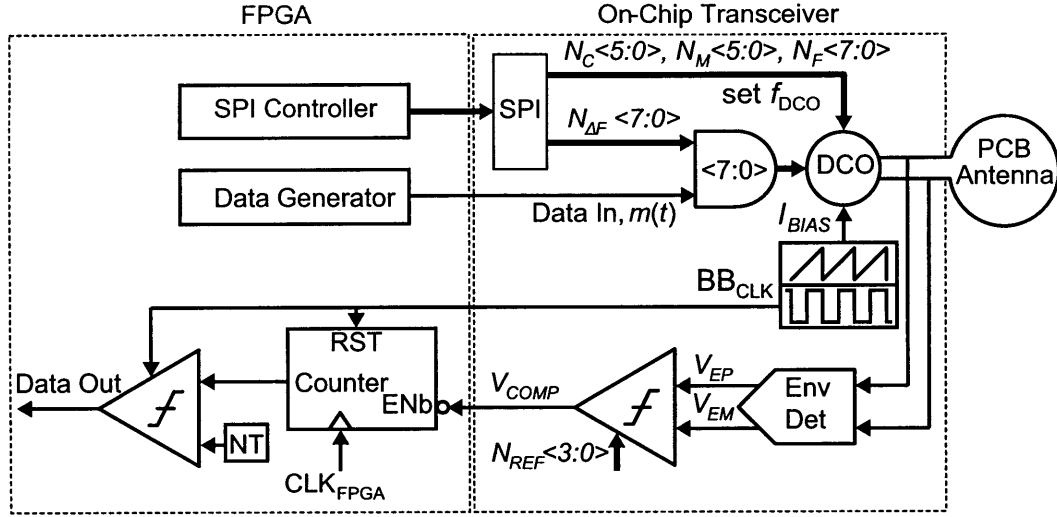 FPGA
On-Chip Transceiver
N_C<5:0>, N_M<5:0>, N_F<7:0>
SPI Controller
SPI
set f_DCO
N_ΔF <7:0>
<7:0>
DCO
PCB
Antenna
Data Generator
Data In, m(t)
I_BIAS
BB_CLK
RST
Data Out
Counter
ENb
V_COMP
V_EP
V_EM
Env
Det
NT
N_REF<3:0>
CLK_FPGA